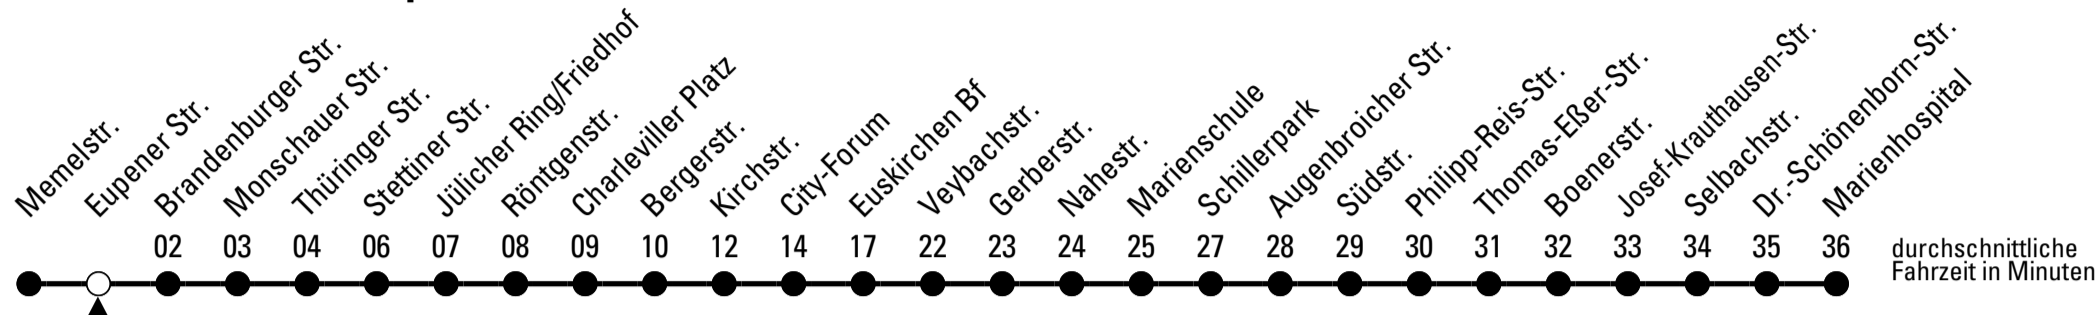 Memelstr.
Eupener Str.
Brandenburger Str.
Monschauer Str.
Thüringer Str.
Stettiner Str.
Jülicher Ring/Friedhof
Röntgenstr.
Charleviller Platz
Bergerstr.
Kirchstr.
City-Forum
Euskirchen Bf
Veybachstr.
Gerberstr.
Nahestr.
Marienschule
Schillerpark
Augenbroicher Str.
Südstr.
Philipp-Reis-Str.
Thomas-Eßer-Str.
Boenerstr.
Josef-Krauthausen-Str.
Selbachstr.
Dr.-Schönenborn-Str.
Marienhospital
02 03 04 06 07 08 09 10 12 14 17 22 23 24 25 27 28 29 30 31 32 33 34 35 36
durchschnittliche
Fahrzeit in Minuten